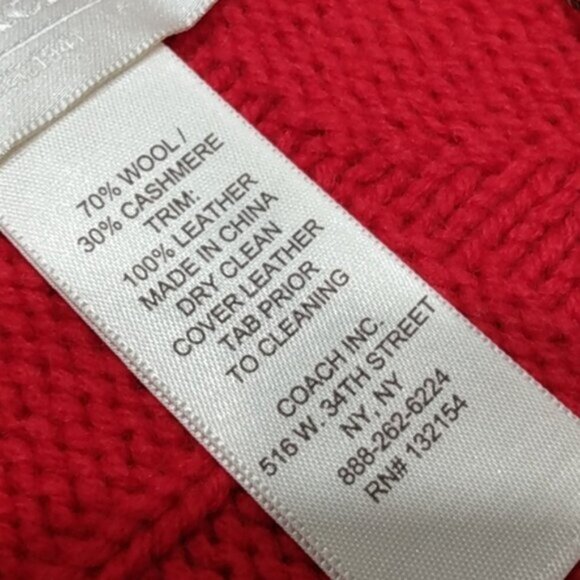 70% WOOL /
30% CASHMERE
TRIM:
100% LEATHER
MADE IN CHINA
DRY CLEAN
COVER LEATHER
TAB PRIOR
TO CLEANING
COACH INC.
516 W. 34TH STREET
NY, NY
888-262-6224
RN# 132154